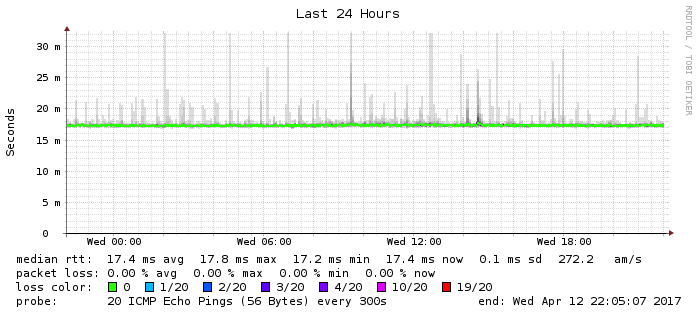 Last 24 Hours
RRDTOOL / TOBI OETIKER
Seconds
30 m
25 m
20 m
15 m
10 m
5 m
0
Wed 00:00 Wed 06:00 Wed 12:00 Wed 18:00
median rtt: 17.4 ms avg 17.8 ms max 17.2 ms min 17.4 ms now 0.1 ms sd 272.2 am/s
packet loss: 0.00 % avg 0.00 % max 0.00 % min 0.00 % now
loss color: 0 1/20 2/20 3/20 4/20 10/20 19/20
probe: 20 ICMP Echo Pings (56 Bytes) every 300s end: Wed Apr 12 22:05:07 2017